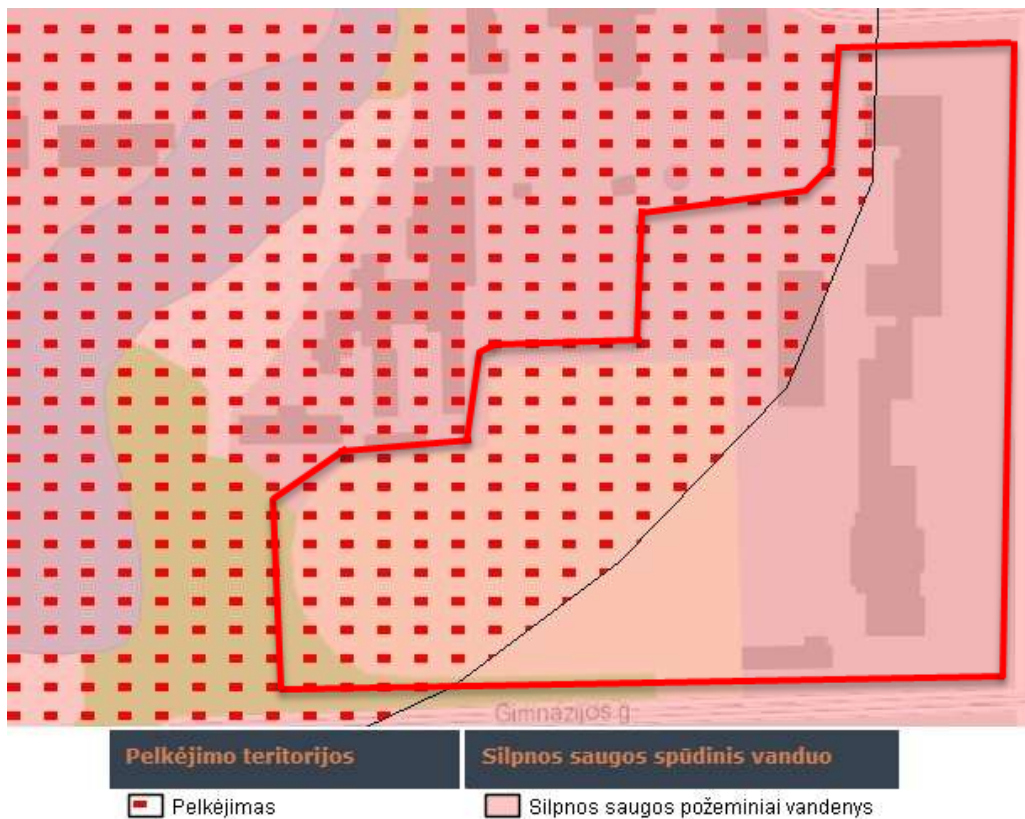 Gimnazijos g.
Pelkėjimo teritorijos
Silpnos saugos spūdinis vanduo
Pelkėjimas
Silpnos saugos požeminiai vandenys